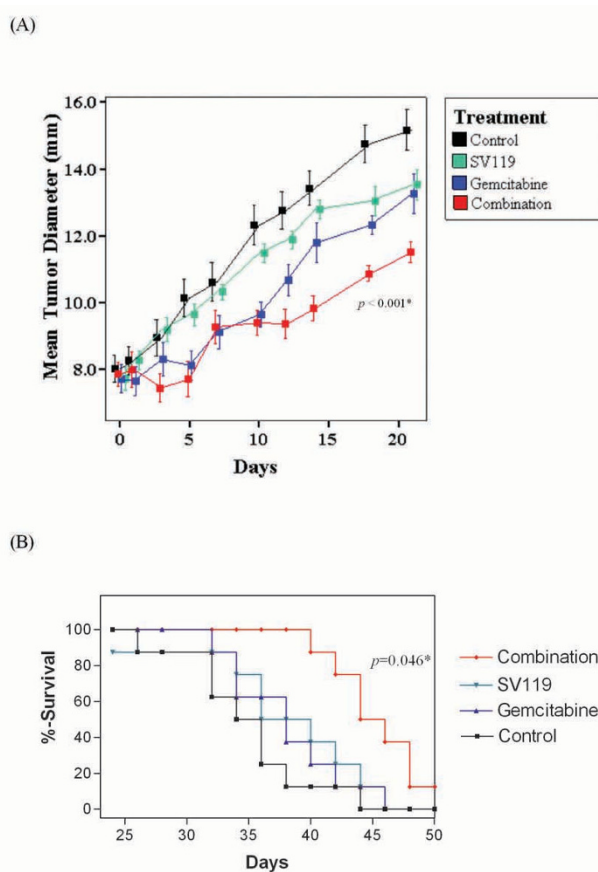 (A)
Mean Tumor Diameter (mm)
16.0
14.0
12.0
10.0
8.0
0 5 10 15 20
Days
Treatment
Control
SV119
Gemcitabine
Combination
p < 0.001*
(B)
%-Survival
100
80
60
40
20
0
25 30 35 40 45 50
Days
p=0.046*
Combination
SV119
Gemcitabine
Control